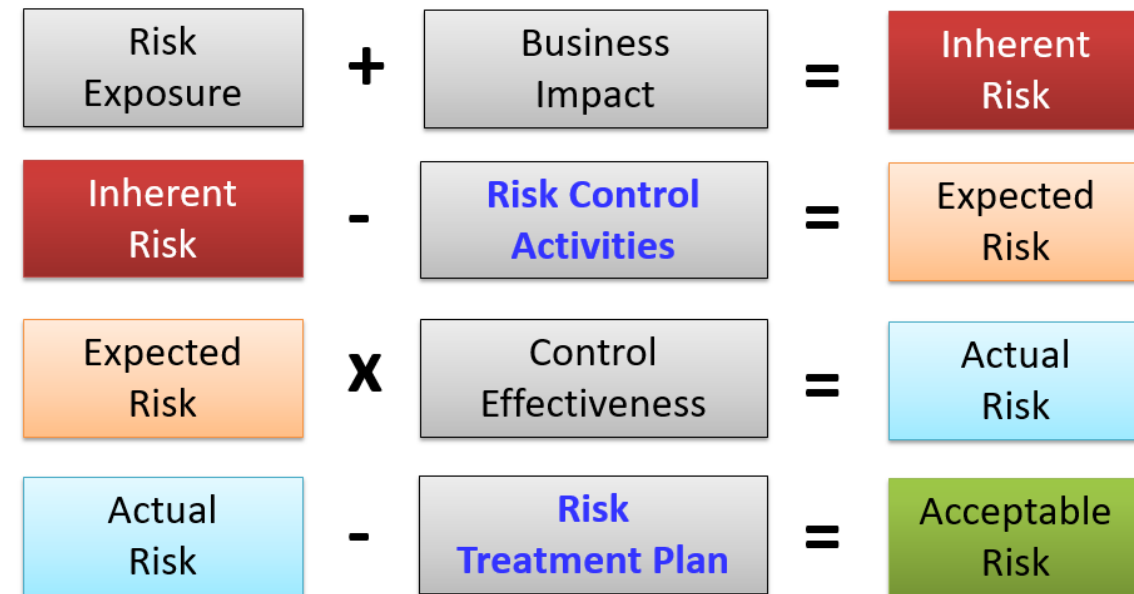 Risk Exposure + Business Impact = Inherent Risk
Inherent Risk - Risk Control Activities = Expected Risk
Expected Risk x Control Effectiveness = Actual Risk
Actual Risk - Risk Treatment Plan = Acceptable Risk